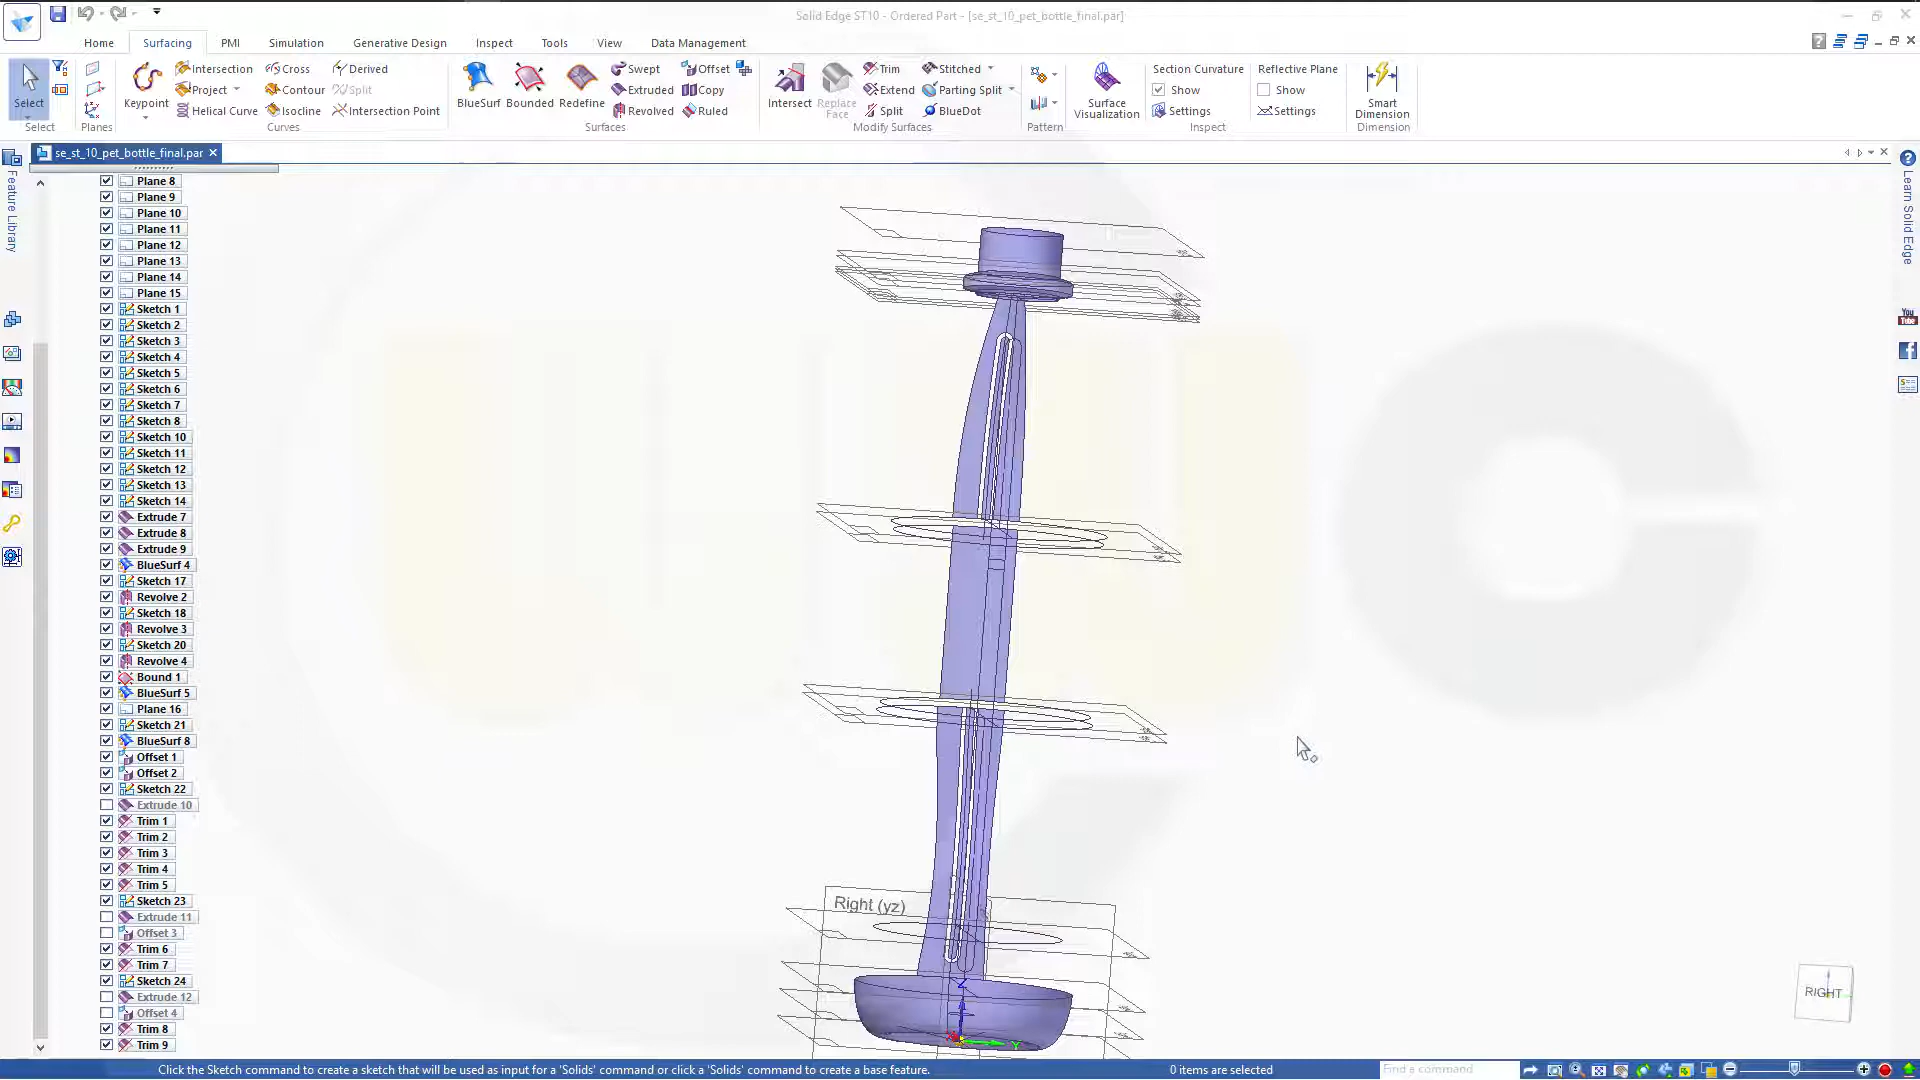 Solid Edge ST10 - Ordered Part - [se_st_10_pet_bottle_final.par]
Home Surfacing PMI Simulation Generative Design Inspect Tools View Data Management
Select
Select
Planes
Keypoint
Intersection Cross Derived
Project Contour Split
Helical Curve Isocline Intersection Point
Curves
BlueSurf Bounded Redefine
Swept Offset
Extruded Copy
Revolved Ruled
Surfaces
Intersect Replace Face
Trim Stitched
Extend Parting Split
Split BlueDot
Modify Surfaces
Pattern
Surface Visualization
Section Curvature
Show
Settings
Inspect
Reflective Plane
Show
Settings
Smart Dimension
Dimension
se_st_10_pet_bottle_final.par
Feature Library
Learn Solid Edge
You Tube
Plane 8
Plane 9
Plane 10
Plane 11
Plane 12
Plane 13
Plane 14
Plane 15
Sketch 1
Sketch 2
Sketch 3
Sketch 4
Sketch 5
Sketch 6
Sketch 7
Sketch 8
Sketch 10
Sketch 11
Sketch 12
Sketch 13
Sketch 14
Extrude 7
Extrude 8
Extrude 9
BlueSurf 4
Sketch 17
Revolve 2
Sketch 18
Revolve 3
Sketch 20
Revolve 4
Bound 1
BlueSurf 5
Plane 16
Sketch 21
BlueSurf 8
Offset 1
Offset 2
Sketch 22
Extrude 10
Trim 1
Trim 2
Trim 3
Trim 4
Trim 5
Sketch 23
Extrude 11
Offset 3
Trim 6
Trim 7
Sketch 24
Extrude 12
Offset 4
Trim 8
Trim 9
Right (yz)
Z
X
Y
RIGHT
Click the Sketch command to create a sketch that will be used as input for a 'Solids' command or click a 'Solids' command to create a base feature.
0 items are selected
Find a command